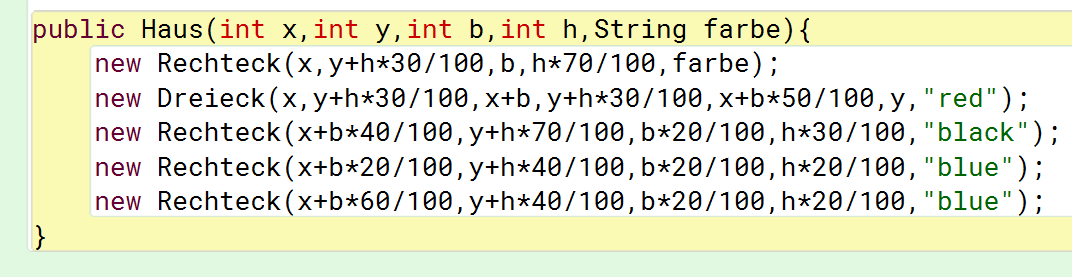 public Haus(int x,int y,int b,int h,String farbe){
new Rechteck(x,y+h*30/100,b,h*70/100,farbe);
new Dreieck(x,y+h*30/100,x+b,y+h*30/100,x+b*50/100,y,"red");
new Rechteck(x+b*40/100,y+h*70/100,b*20/100,h*30/100,"black");
new Rechteck(x+b*20/100,y+h*40/100,b*20/100,h*20/100,"blue");
new Rechteck(x+b*60/100,y+h*40/100,b*20/100,h*20/100,"blue");
}